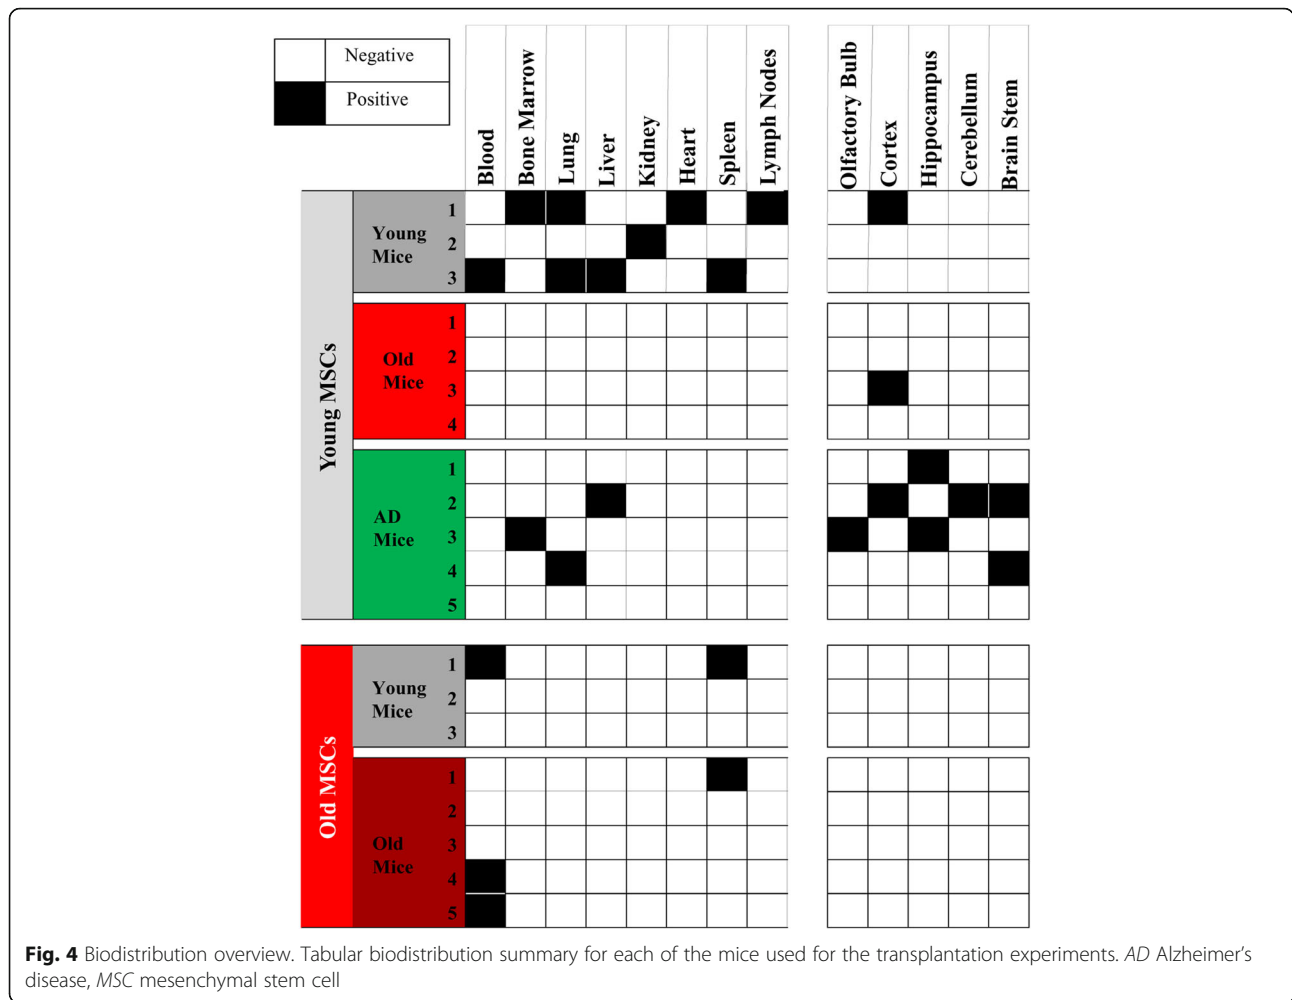 Negative
Positive
Blood
Bone Marrow
Lung
Liver
Kidney
Heart
Spleen
Lymph Nodes
Olfactory Bulb
Cortex
Hippocampus
Cerebellum
Brain Stem
Young MSCs
Young
Mice
1
2
3
Old
Mice
1
2
3
4
AD
Mice
1
2
3
4
5
Old MSCs
Young
Mice
1
2
3
Old
Mice
1
2
3
4
5
Fig. 4 Biodistribution overview. Tabular biodistribution summary for each of the mice used for the transplantation experiments. AD Alzheimer's
disease, MSC mesenchymal stem cell